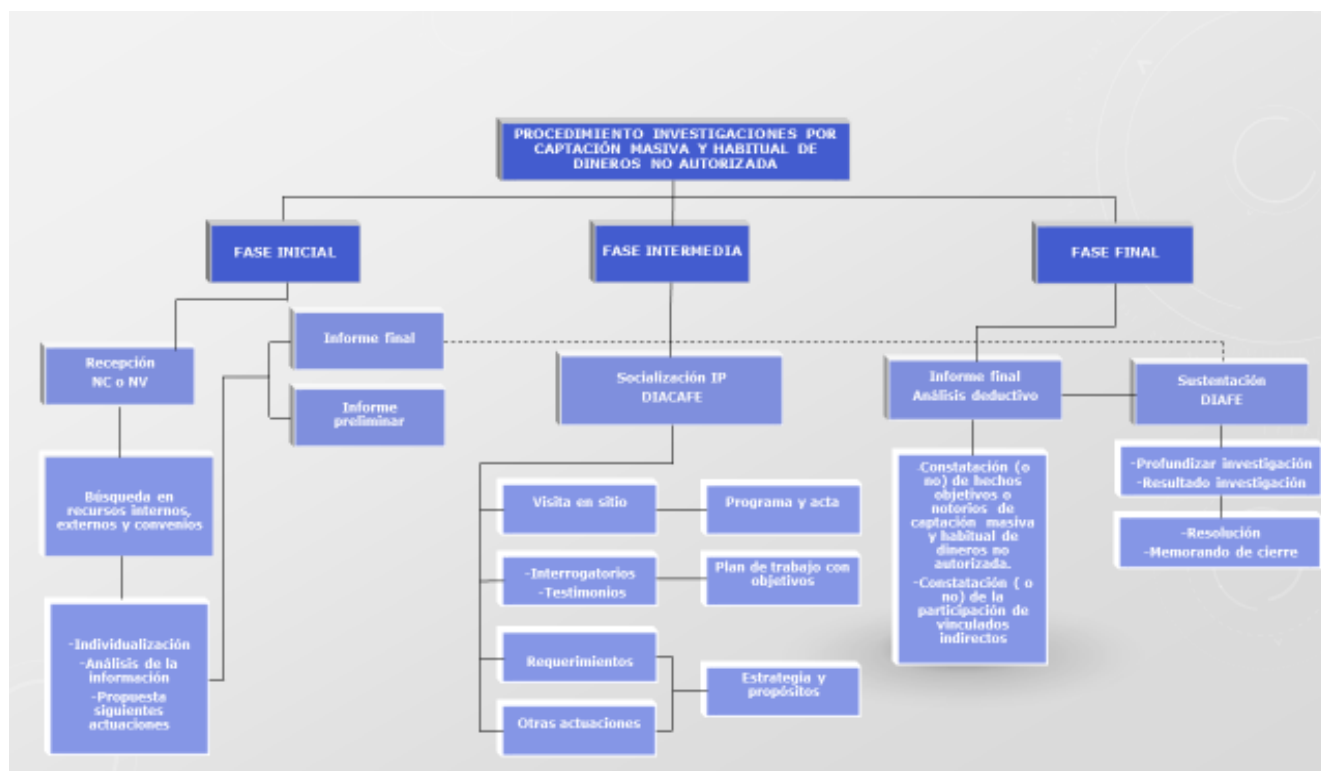 PROCEDIMIENTO INVESTIGACIONES POR
CAPTACIÓN MASIVA Y HABITUAL DE
DINEROS NO AUTORIZADA
FASE INICIAL
FASE INTERMEDIA
FASE FINAL
Recepción
NC o NV
Búsqueda en
recursos internos,
externos y convenios
-Individualización
-Análisis de la
información
-Propuesta
siguientes
actuaciones
Informe final
Informe
preliminar
Socialización IP
DIACAFE
Visita en sitio
Programa y acta
-Interrogatorios
-Testimonios
Plan de trabajo con
objetivos
Requerimientos
Otras actuaciones
Estrategia y
propósitos
Informe final
Análisis deductivo
-Constatación (o
no) de hechos
objetivos o
notorios de
captación masiva
y habitual de
dineros no
autorizada.
-Constatación ( o
no) de la
participación de
vinculados
indirectos
Sustentación
DIAFE
-Profundizar investigación
-Resultado investigación
-Resolución
-Memorando de cierre